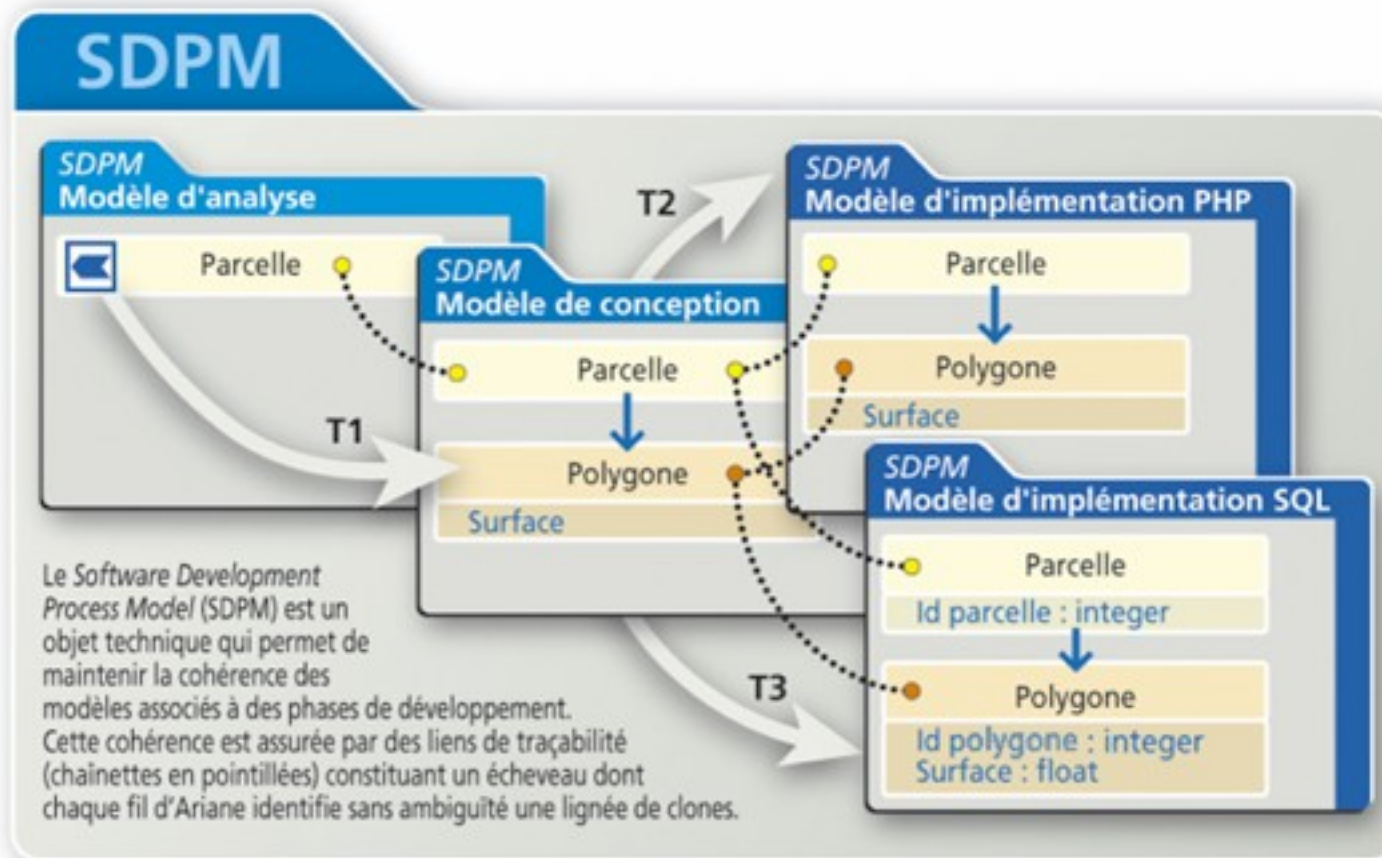 SDPM
SDPM
Modèle d'analyse
Parcelle
T1
SDPM
Modèle de conception
Parcelle
Polygone
Surface
T2
SDPM
Modèle d'implémentation PHP
Parcelle
Polygone
Surface
T3
SDPM
Modèle d'implémentation SQL
Parcelle
Id parcelle : integer
Polygone
Id polygone : integer
Surface : float
Le Software Development
Process Model (SDPM) est un
objet technique qui permet de
maintenir la cohérence des
modèles associés à des phases de développement.
Cette cohérence est assurée par des liens de traçabilité
(chaînettes en pointillées) constituant un écheveau dont
chaque fil d'Ariane identifie sans ambiguïté une lignée de clones.